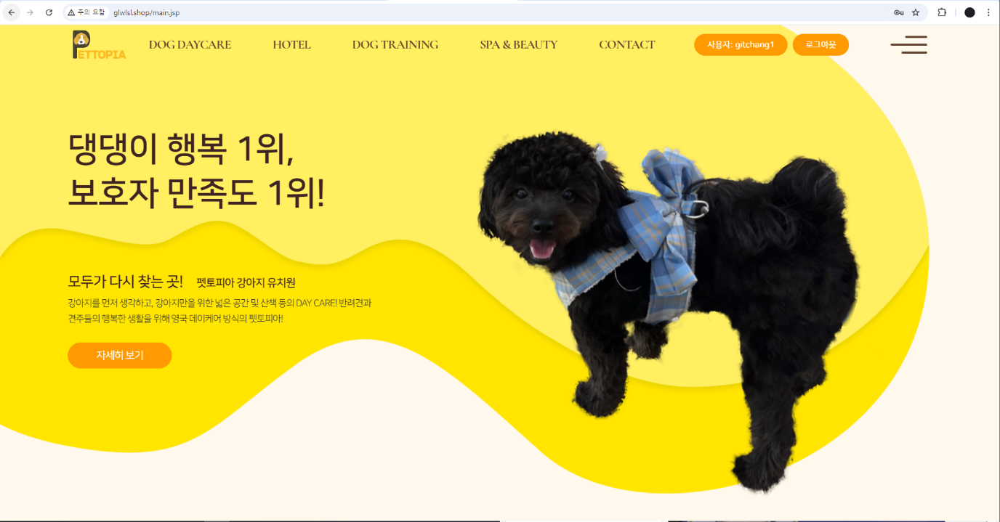 주의 요함
glwlsl.shop/main.jsp
PETTOPIA
DOG DAYCARE
HOTEL
DOG TRAINING
SPA & BEAUTY
CONTACT
사용자: gitchang1
로그아웃
댕댕이 행복 1위,
보호자 만족도 1위!
모두가 다시 찾는 곳! 펫토피아 강아지 유치원
강아지를 먼저 생각하고, 강아지만을 위한 넓은 공간 및 산책 등의 DAY CARE! 반려견과
견주들의 행복한 생활을 위해 영국 데이케어 방식의 펫토피아!
자세히 보기